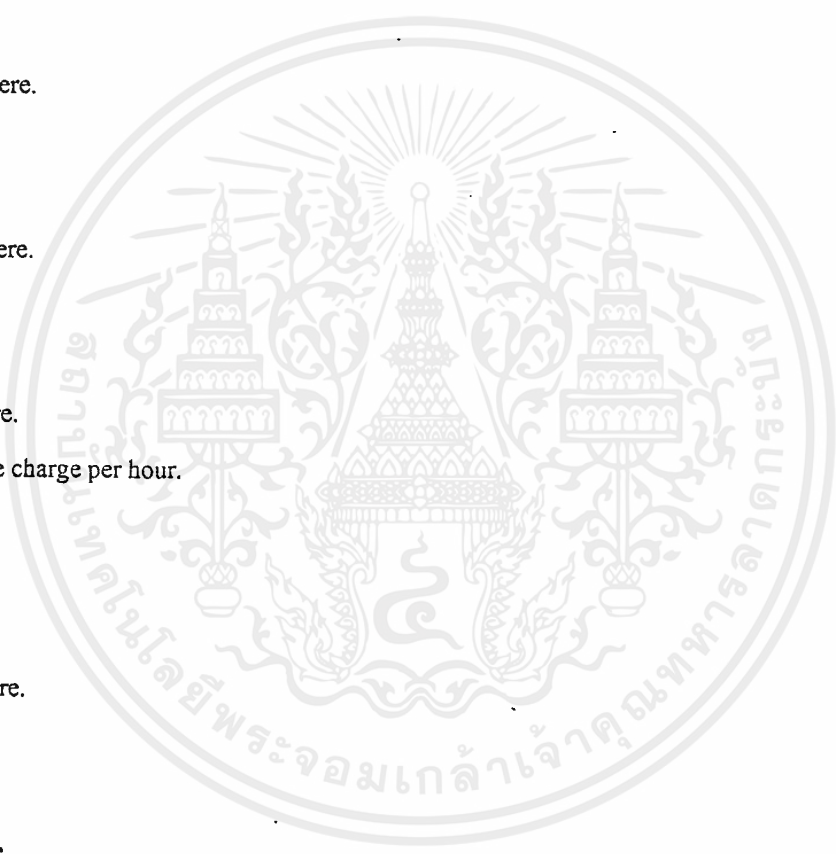 ere.
ere.
re.
e charge per hour.
re.
สถาบันเทคโนโลยีพระจอมเกล้าเจ้าคุณทหารลาดกระบัง
๔